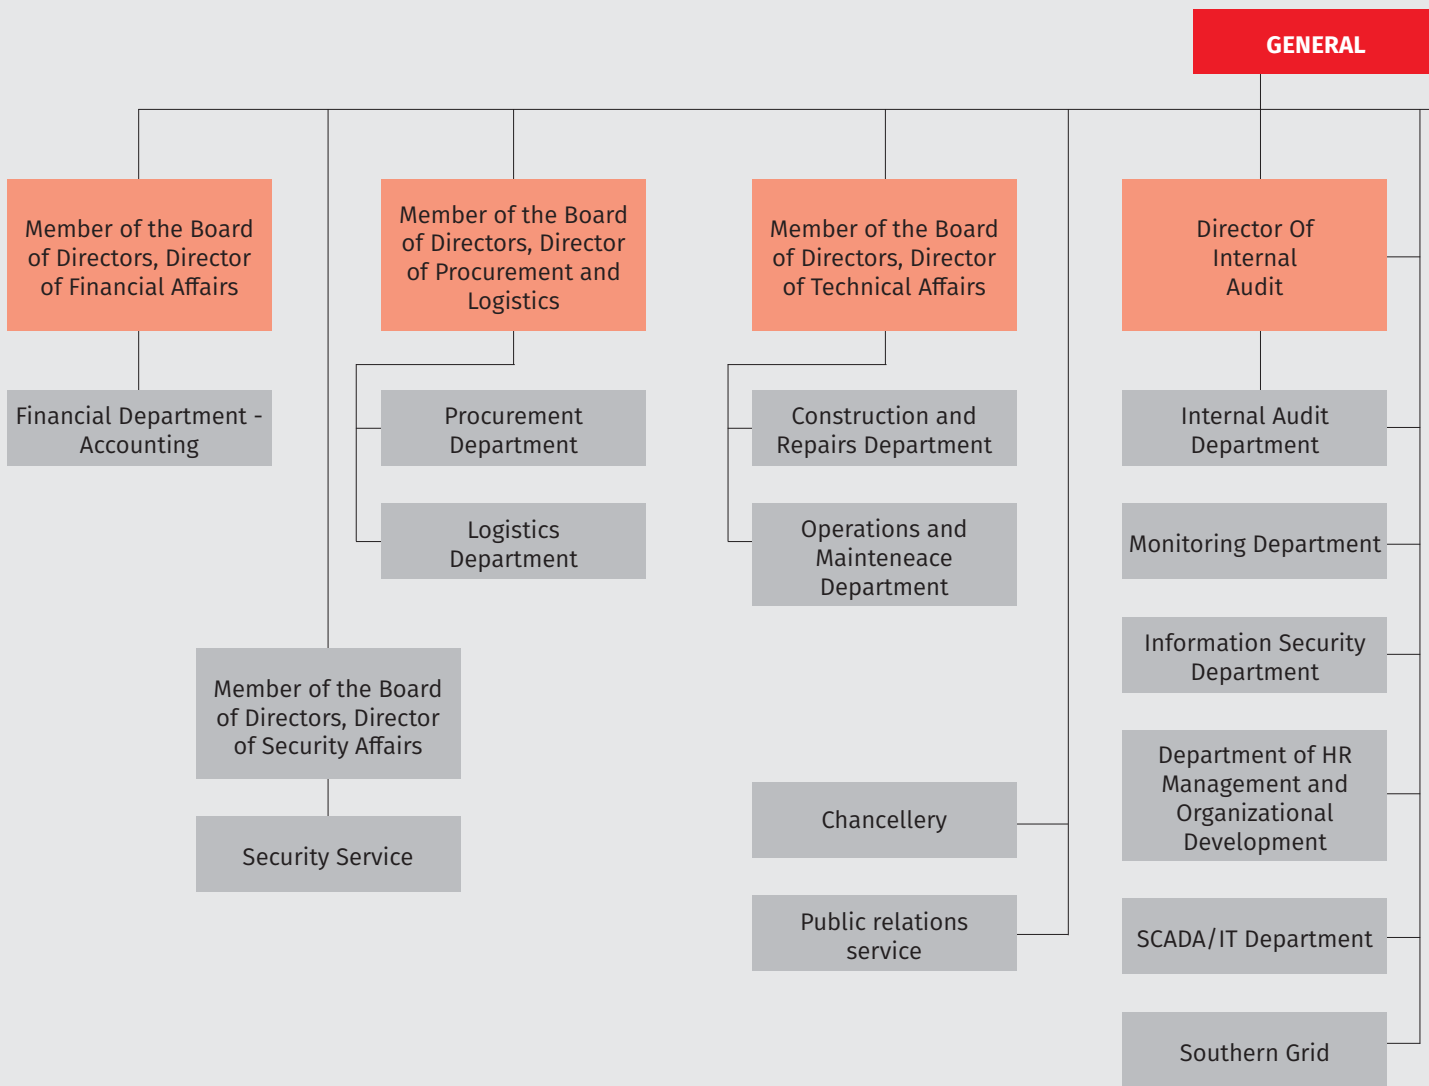 GENERAL
Member of the Board
of Directors, Director
of Financial Affairs
Member of the Board
of Directors, Director
of Procurement and
Logistics
Member of the Board
of Directors, Director
of Technical Affairs
Director Of
Internal
Audit
Financial Department -
Accounting
Procurement
Department
Construction and
Repairs Department
Internal Audit
Department
Logistics
Department
Operations and
Mainteneace
Department
Monitoring Department
Information Security
Department
Member of the Board
of Directors, Director
of Security Affairs
Department of HR
Management and
Organizational
Development
Chancellery
Security Service
Public relations
service
SCADA/IT Department
Southern Grid